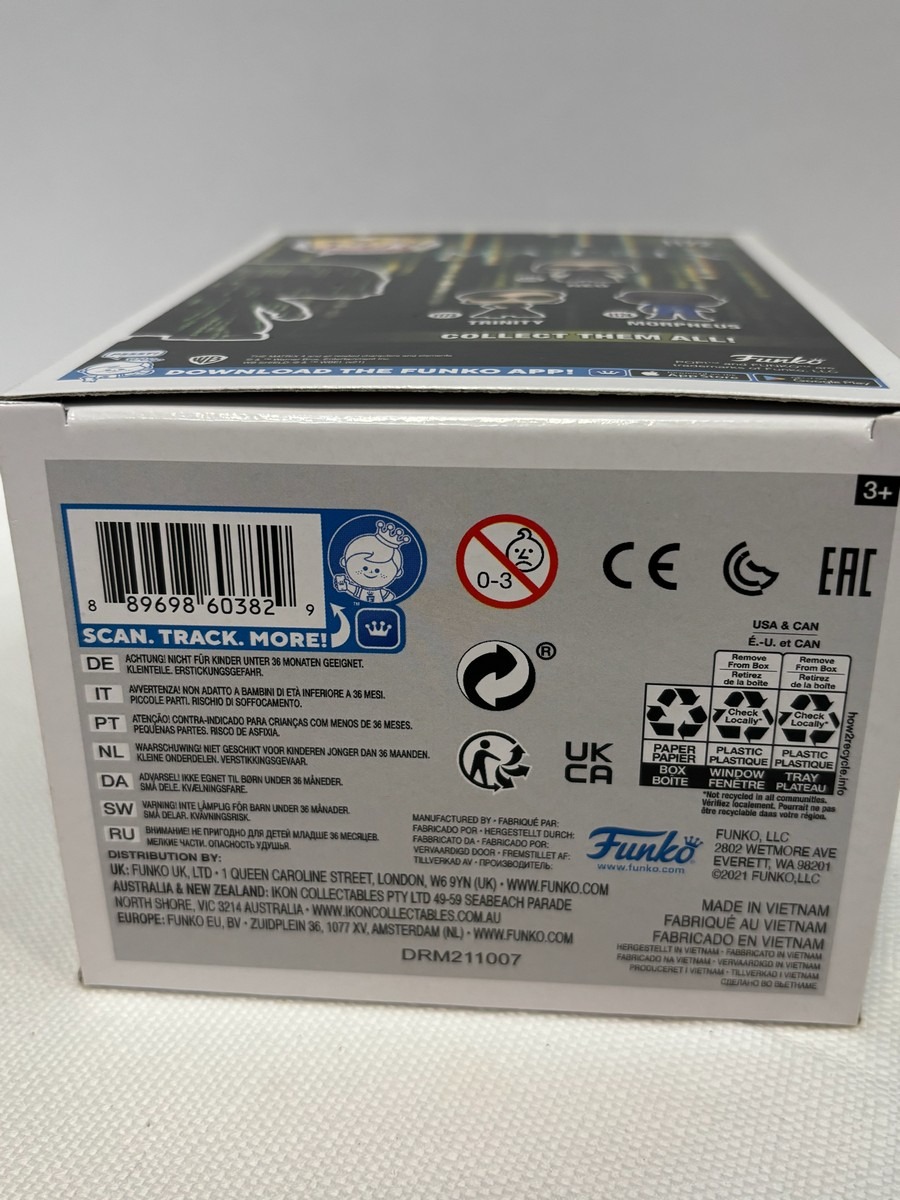 1173
TRINITY
1174
MORPHEUS
COLLECT THEM ALL!
WB
Funko
DOWNLOAD THE FUNKO APP!
App Store
Google Play
3+
8 89698 60382 9
™
SCAN. TRACK. MORE!
0-3
CE
EAC
DE ACHTUNG! NICHT FÜR KINDER UNTER 36 MONATEN GEEIGNET.
KLEINTEILE. ERSTICKUNGSGEFAHR.
IT AVVERTENZA! NON ADATTO A BAMBINI DI ETÀ INFERIORE A 36 MESI.
PICCOLE PARTI. RISCHIO DI SOFFOCAMENTO.
PT ATENÇÃO! CONTRA-INDICADO PARA CRIANÇAS COM MENOS DE 36 MESES.
PEQUENAS PARTES. RISCO DE ASFIXIA.
NL WAARSCHUWING! NIET GESCHIKT VOOR KINDEREN JONGER DAN 36 MAANDEN.
KLEINE ONDERDELEN. VERSTIKKINGSGEVAAR.
DA ADVARSEL! IKKE EGNET TIL BØRN UNDER 36 MÅNEDER.
SMÅ DELE. KVÆLNINGSFARE.
SW VARNING! INTE LÄMPLIG FÖR BARN UNDER 36 MÅNADER.
SMÅ DELAR. KVÄVNINGSRISK.
RU ВНИМАНИЕ! НЕ ПРИГОДНО ДЛЯ ДЕТЕЙ МЛАДШЕ 36 МЕСЯЦЕВ.
МЕЛКИЕ ЧАСТИ. ОПАСНОСТЬ УДУШЬЯ.
®
UK
CA
USA & CAN
É.-U. et CAN
Remove From Box
Retirez de la boîte
Remove From Box
Retirez de la boîte
Check Locally*
Check Locally*
PAPER PAPIER
PLASTIC PLASTIQUE
PLASTIC PLASTIQUE
BOX BOÎTE
WINDOW FENÊTRE
TRAY PLATEAU
how2recycle.info
*Not recycled in all communities.
Vérifiez localement. Pourrait ne pas
être recyclable dans votre région.
MANUFACTURED BY • FABRIQUÉ PAR:
FABRICADO POR • HERGESTELLT DURCH:
FABBRICATO DA • FABRICADO POR:
VERVAARDIGD DOOR • FREMSTILLET AF:
TILLVERKAD AV • ПРОИЗВОДИТЕЛЬ:
Funko
www.funko.com
FUNKO, LLC
2802 WETMORE AVE
EVERETT, WA 98201
©2021 FUNKO,LLC
DISTRIBUTION BY:
UK: FUNKO UK, LTD • 1 QUEEN CAROLINE STREET, LONDON, W6 9YN (UK) • WWW.FUNKO.COM
AUSTRALIA & NEW ZEALAND: IKON COLLECTABLES PTY LTD 49-59 SEABEACH PARADE
NORTH SHORE, VIC 3214 AUSTRALIA • WWW.IKONCOLLECTABLES.COM.AU
EUROPE: FUNKO EU, BV • ZUIDPLEIN 36, 1077 XV, AMSTERDAM (NL) • WWW.FUNKO.COM
DRM211007
MADE IN VIETNAM
FABRIQUÉ AU VIETNAM
FABRICADO EN VIETNAM
HERGESTELLT IN VIETNAM • FABBRICATO IN VIETNAM
FABRICADO NA VIETNAM • VERVAARDIGD IN VIETNAM
PRODUCERET I VIETNAM • TILLVERKAD I VIETNAM
СДЕЛАНО ВО ВЬЕТНАМЕ